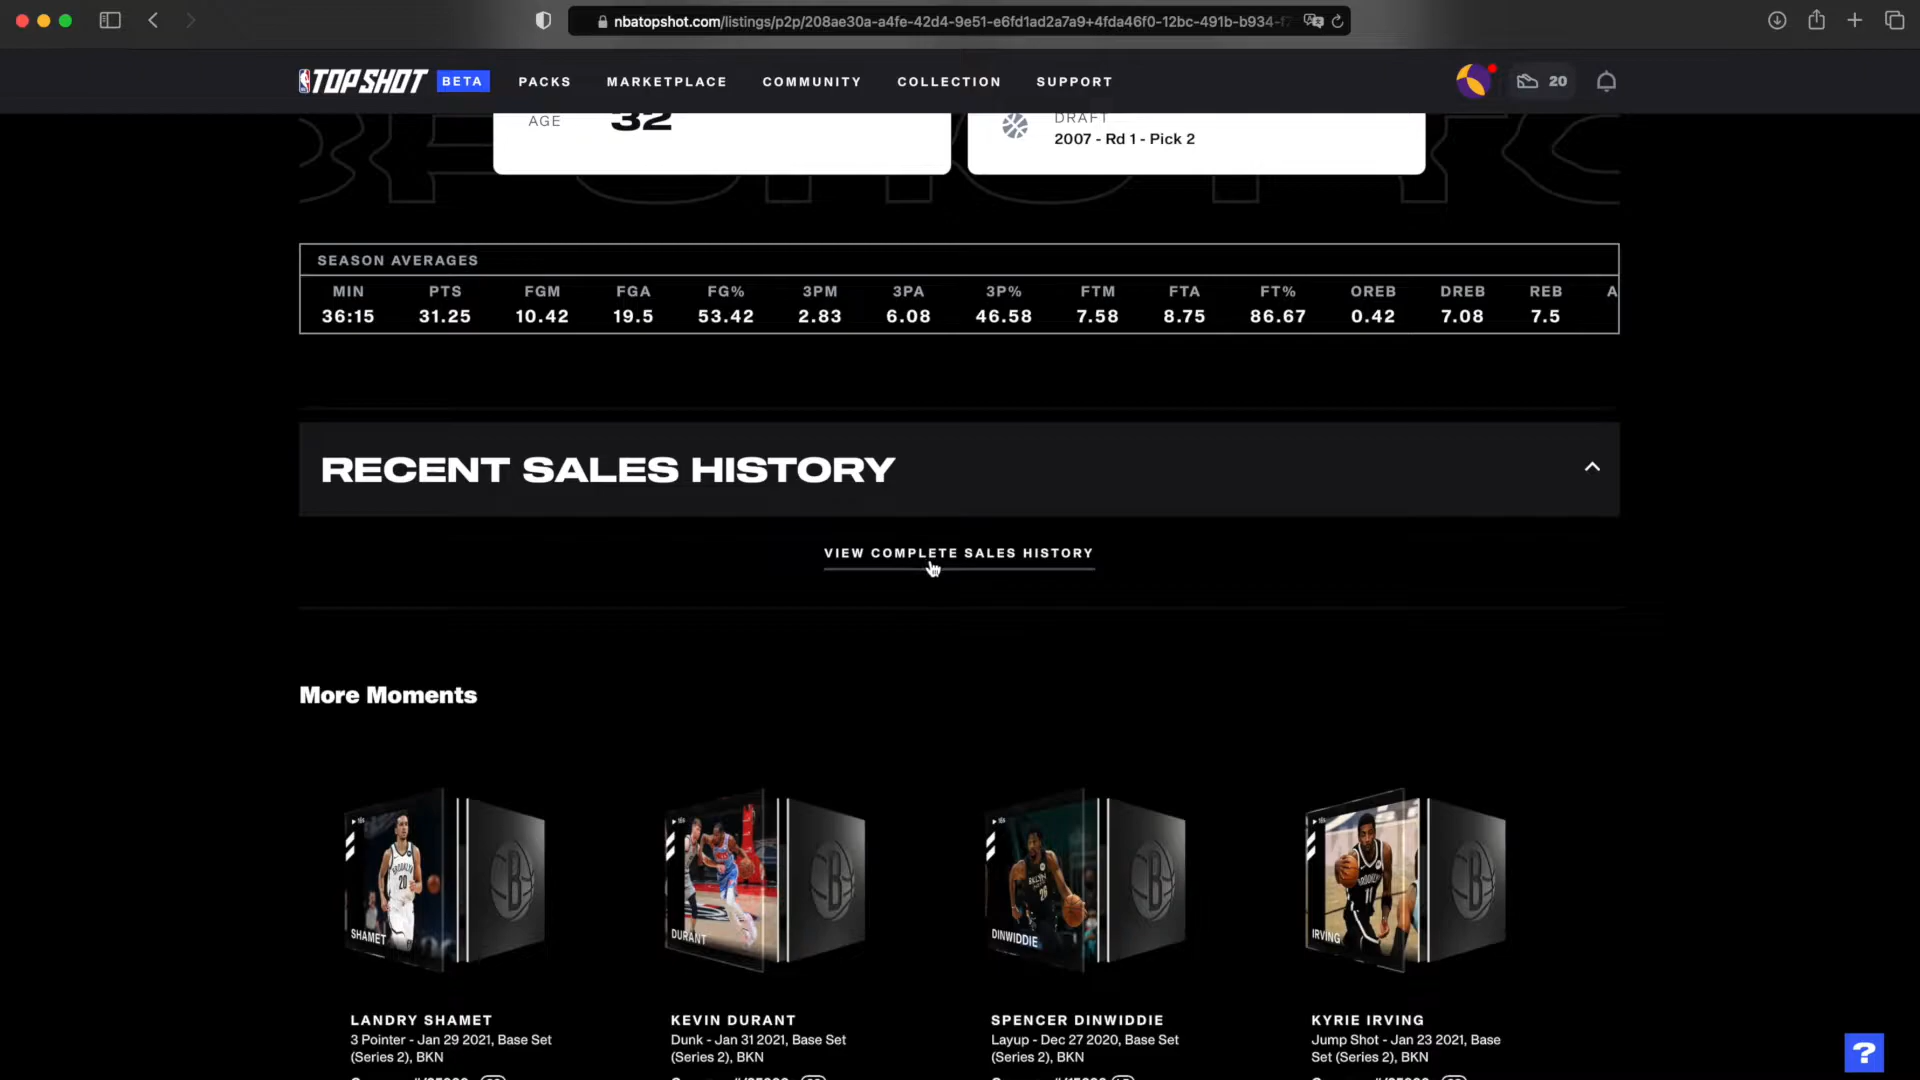 nbatopshot.com/listings/p2p/208ae30a-a4fe-42d4-9e51-e6fd1ad2a7a9+4fda46f0-12bc-491b-b934-f
TOP SHOT BETA PACKS MARKETPLACE COMMUNITY COLLECTION SUPPORT 20
AGE 32
DRAFT
2007 - Rd 1 - Pick 2
SEASON AVERAGES
MIN PTS FGM FGA FG% 3PM 3PA 3P% FTM FTA FT% OREB DREB REB A
36:15 31.25 10.42 19.5 53.42 2.83 6.08 46.58 7.58 8.75 86.67 0.42 7.08 7.5
RECENT SALES HISTORY
VIEW COMPLETE SALES HISTORY
More Moments
SHAMET DURANT DINWIDDIE IRVING
LANDRY SHAMET
3 Pointer - Jan 29 2021, Base Set
(Series 2), BKN
KEVIN DURANT
Dunk - Jan 31 2021, Base Set
(Series 2), BKN
SPENCER DINWIDDIE
Layup - Dec 27 2020, Base Set
(Series 2), BKN
KYRIE IRVING
Jump Shot - Jan 23 2021, Base
Set (Series 2), BKN
?